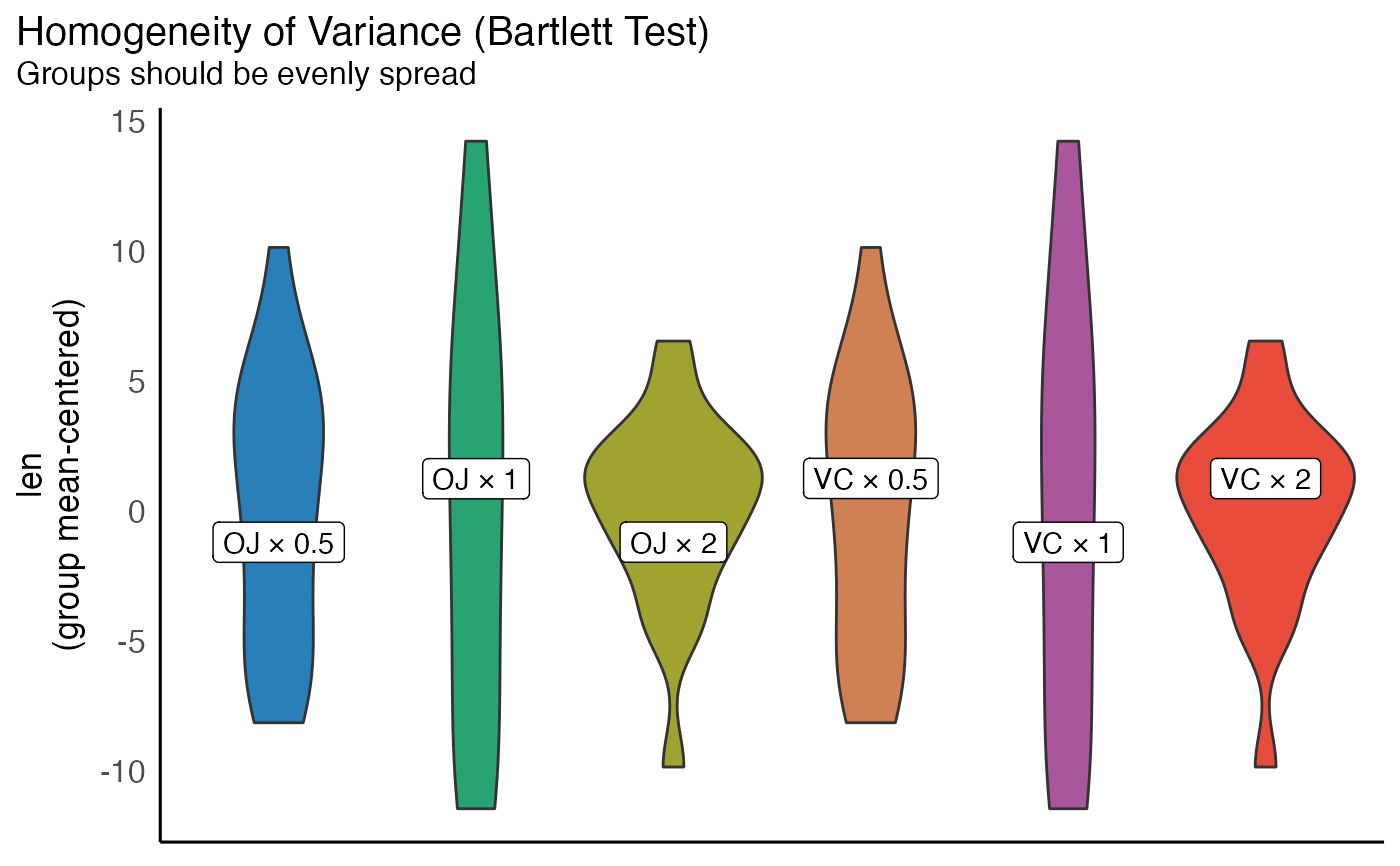 Homogeneity of Variance (Bartlett Test)
Groups should be evenly spread
len
(group mean-centered)
15
10
5
0
-5
-10
OJ × 0.5
OJ × 1
OJ × 2
VC × 0.5
VC × 1
VC × 2